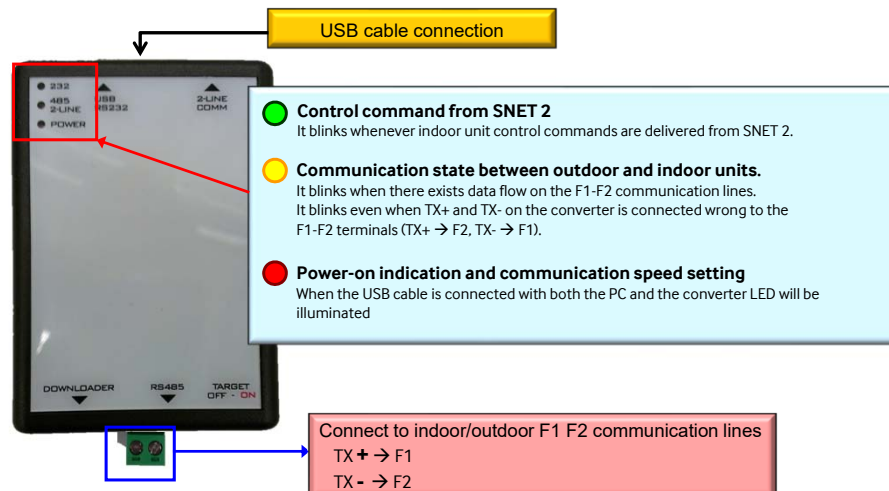 USB cable connection
232
485
2-LINE
POWER
USB
RS232
2-LINE
COMM
Control command from SNET 2
It blinks whenever indoor unit control commands are delivered from SNET 2.
Communication state between outdoor and indoor units.
It blinks when there exists data flow on the F1-F2 communication lines.
It blinks even when TX+ and TX- on the converter is connected wrong to the
F1-F2 terminals (TX+ → F2, TX- → F1).
Power-on indication and communication speed setting
When the USB cable is connected with both the PC and the converter LED will be
illuminated
DOWNLOADER
RS485
TARGET
OFF - ON
Connect to indoor/outdoor F1 F2 communication lines
TX + → F1
TX - → F2